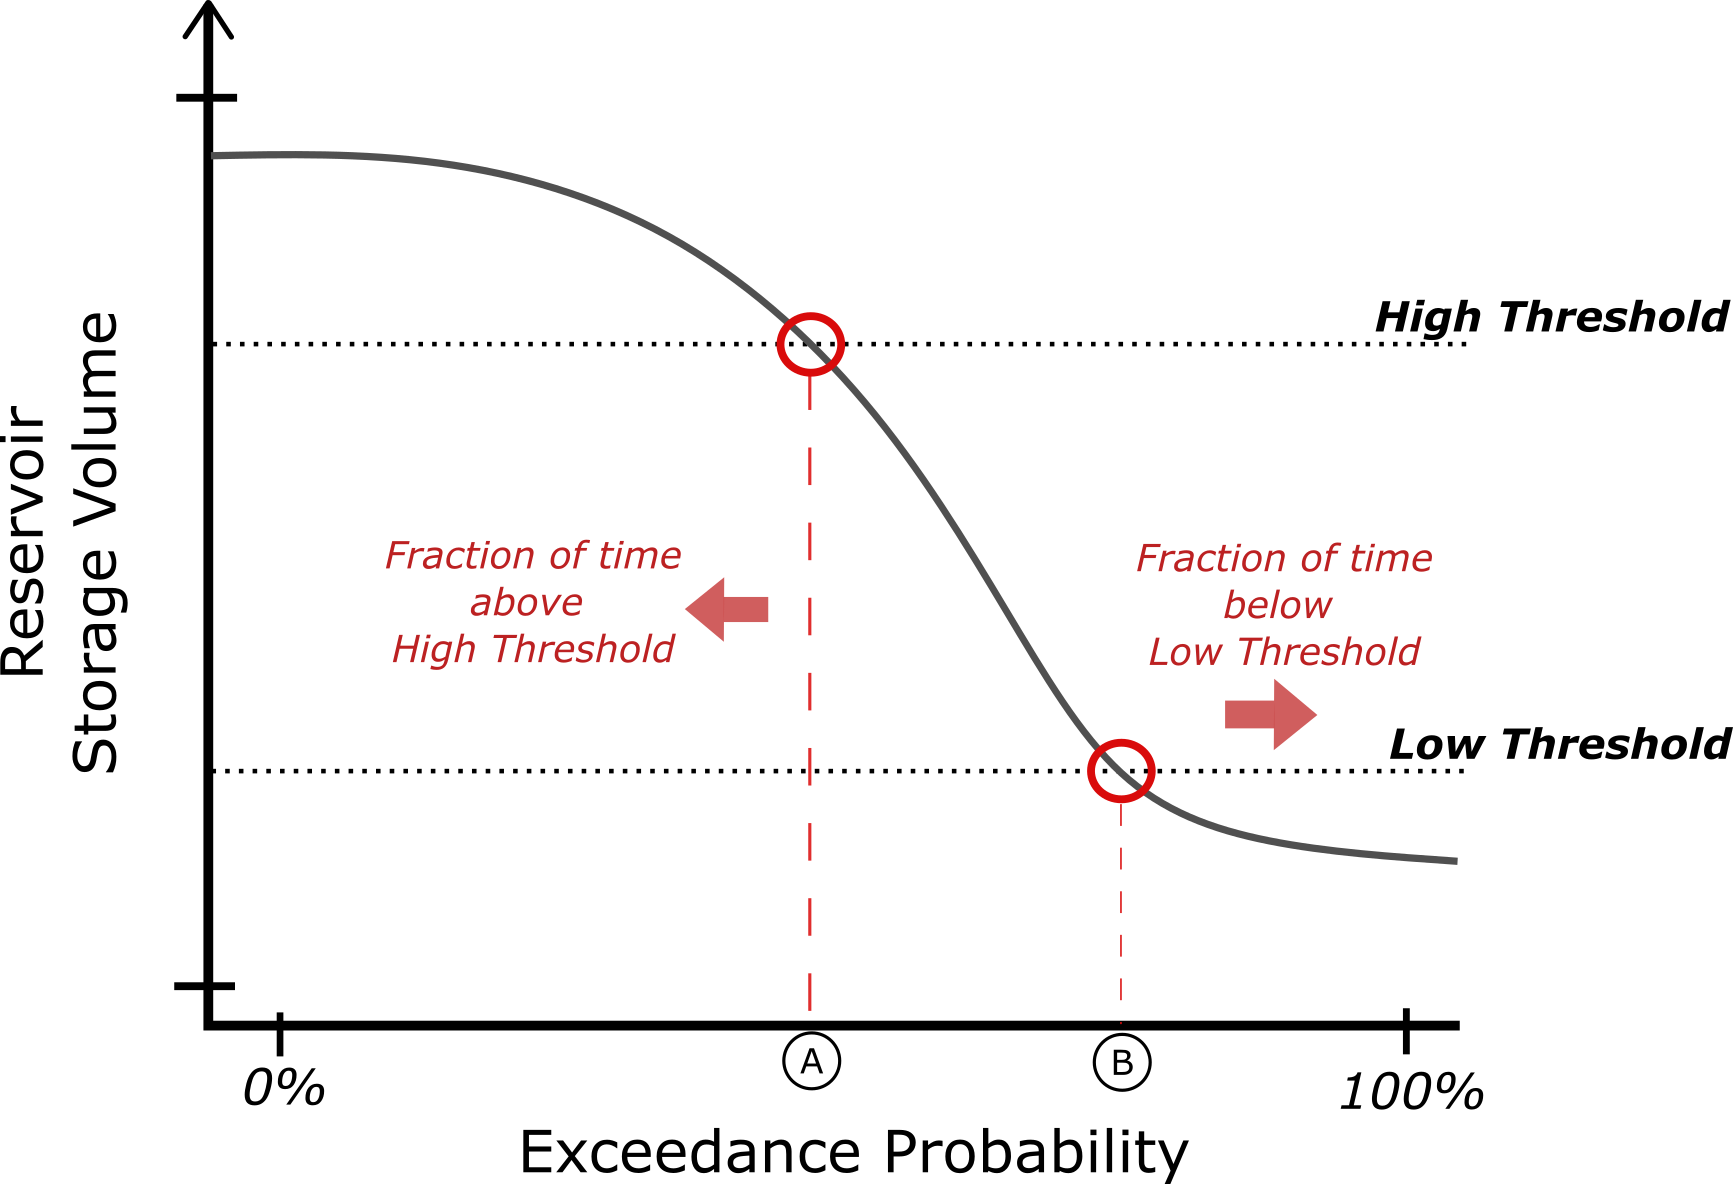 Reservoir
Storage Volume
High Threshold
Fraction of time
above
High Threshold
Fraction of time
below
Low Threshold
Low Threshold
A
B
0%
100%
Exceedance Probability